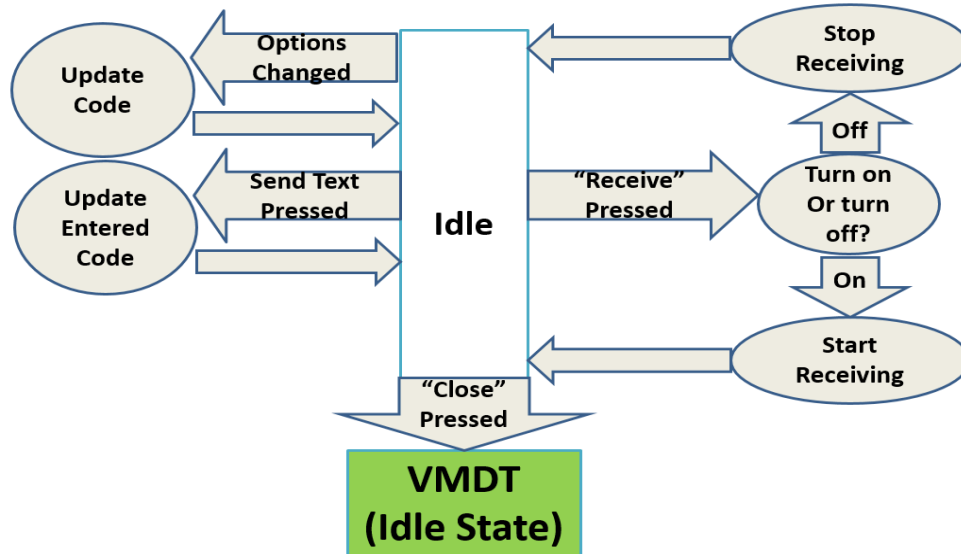 Options
Changed
Update
Code
Stop
Receiving
Off
Send Text
Pressed
Update
Entered
Code
Idle
“Receive”
Pressed
Turn on
Or turn
off?
On
Start
Receiving
“Close”
Pressed
VMDT
(Idle State)